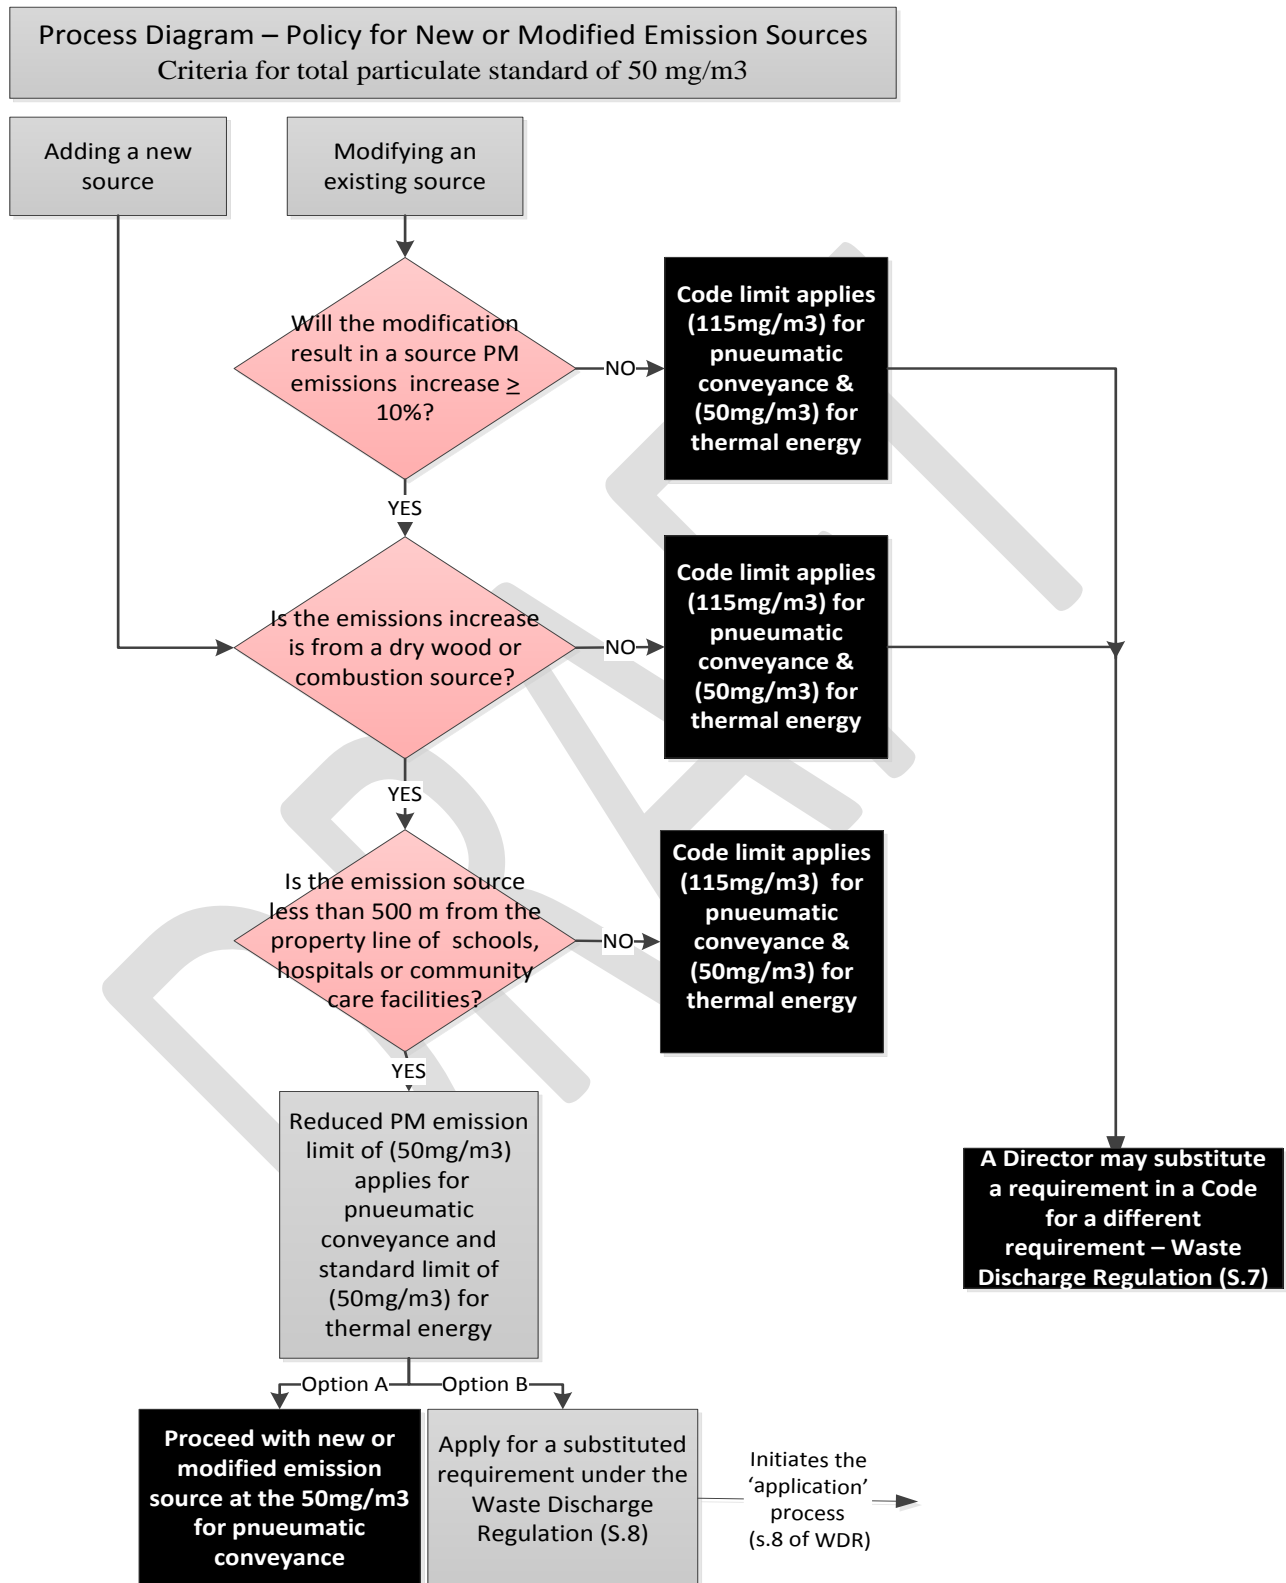 Process Diagram – Policy for New or Modified Emission Sources
Criteria for total particulate standard of 50 mg/m3
Adding a new
source
Modifying an
existing source
Will the modification
result in a source PM
emissions increase ≥
10%?
NO
Code limit applies
(115mg/m3) for
pnueumatic
conveyance &
(50mg/m3) for
thermal energy
YES
Is the emissions increase
is from a dry wood or
combustion source?
NO
Code limit applies
(115mg/m3) for
pnueumatic
conveyance &
(50mg/m3) for
thermal energy
YES
Is the emission source
less than 500 m from the
property line of schools,
hospitals or community
care facilities?
NO
Code limit applies
(115mg/m3) for
pnueumatic
conveyance &
(50mg/m3) for
thermal energy
YES
Reduced PM emission
limit of (50mg/m3)
applies for
pnueumatic
conveyance and
standard limit of
(50mg/m3) for
thermal energy
A Director may substitute
a requirement in a Code
for a different
requirement – Waste
Discharge Regulation (S.7)
Option A
Option B
Proceed with new or
modified emission
source at the 50mg/m3
for pnueumatic
conveyance
Apply for a substituted
requirement under the
Waste Discharge
Regulation (S.8)
Initiates the
‘application’
process
(s.8 of WDR)
DRAFT